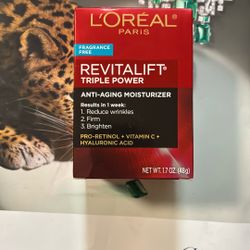 L'ORÉAL
PARIS
FRAGRANCE
FREE
REVITALIFT®
TRIPLE POWER
ANTI-AGING MOISTURIZER
Results in 1 week:
1. Reduce wrinkles
2. Firm
3. Brighten
PRO-RETINOL + VITAMIN C +
HYALURONIC ACID
NET WT. 1.7 OZ. (48g)